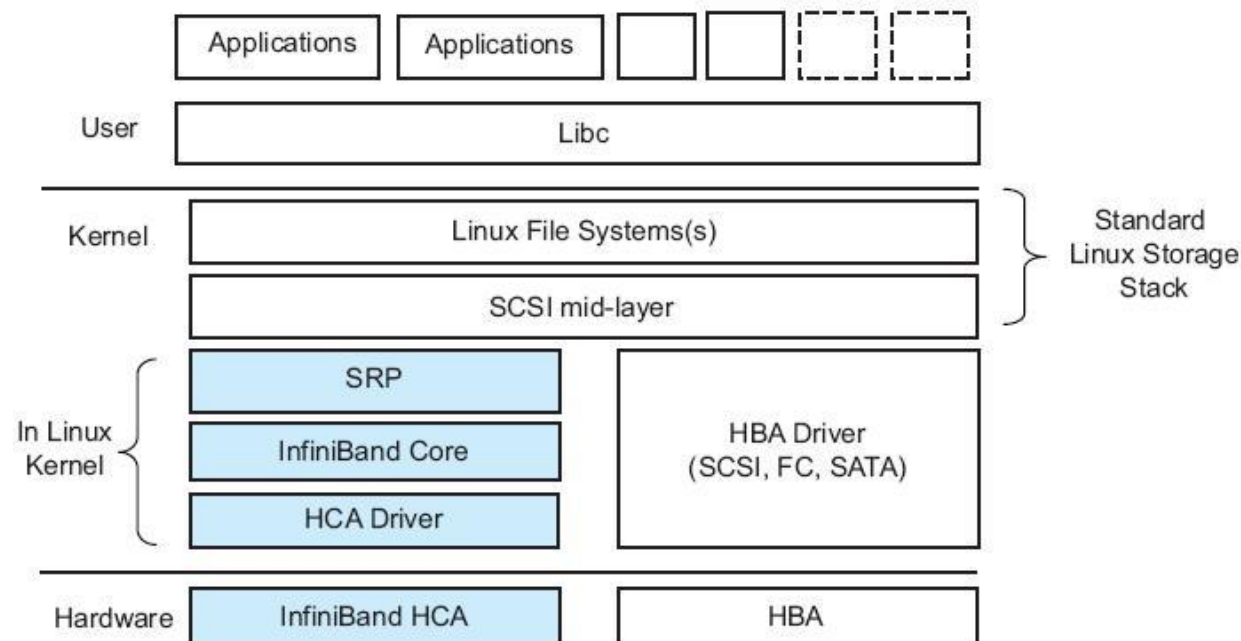 Applications
Applications
User
Libc
Kernel
Linux File Systems(s)
SCSI mid-layer
Standard
Linux Storage
Stack
In Linux
Kernel
SRP
InfiniBand Core
HCA Driver
HBA Driver
(SCSI, FC, SATA)
Hardware
InfiniBand HCA
HBA